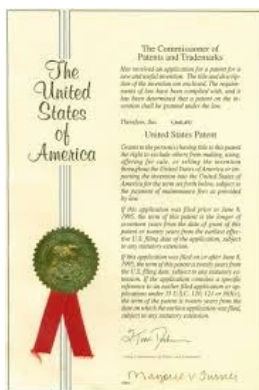 The
United
States
of
America
The Commissioner of
Patents and Trademarks
Has received an application for a patent for a
new and useful invention. The title and descrip-
tion of the invention are enclosed. The require-
ments of law have been complied with, and it
has been determined that a patent on the in-
vention shall be granted under the law.
Therefore, this
United States Patent
Grants to the person(s) having title to this patent
the right to exclude others from making, using,
offering for sale, or selling the invention
throughout the United States of America or im-
porting the invention into the United States of
America for the term set forth below, subject to
the payment of maintenance fees as provided
by law.
If this application was filed prior to June 8,
1995, the term of this patent is the longer of
seventeen years from the date of grant of this
patent or twenty years from the earliest effec-
tive U.S. filing date of the application, subject
to any statutory extension.
If this application was filed on or after June 8,
1995, the term of this patent is twenty years from
the U.S. filing date, subject to any statutory ex-
tension. If the application contains a specific
reference to an earlier filed application or ap-
plications under 35 U.S.C. 120, 121 or 365(c),
the term of the patent is twenty years from the
date on which the earliest application was filed,
subject to any statutory extension.
Marjorie V Turner